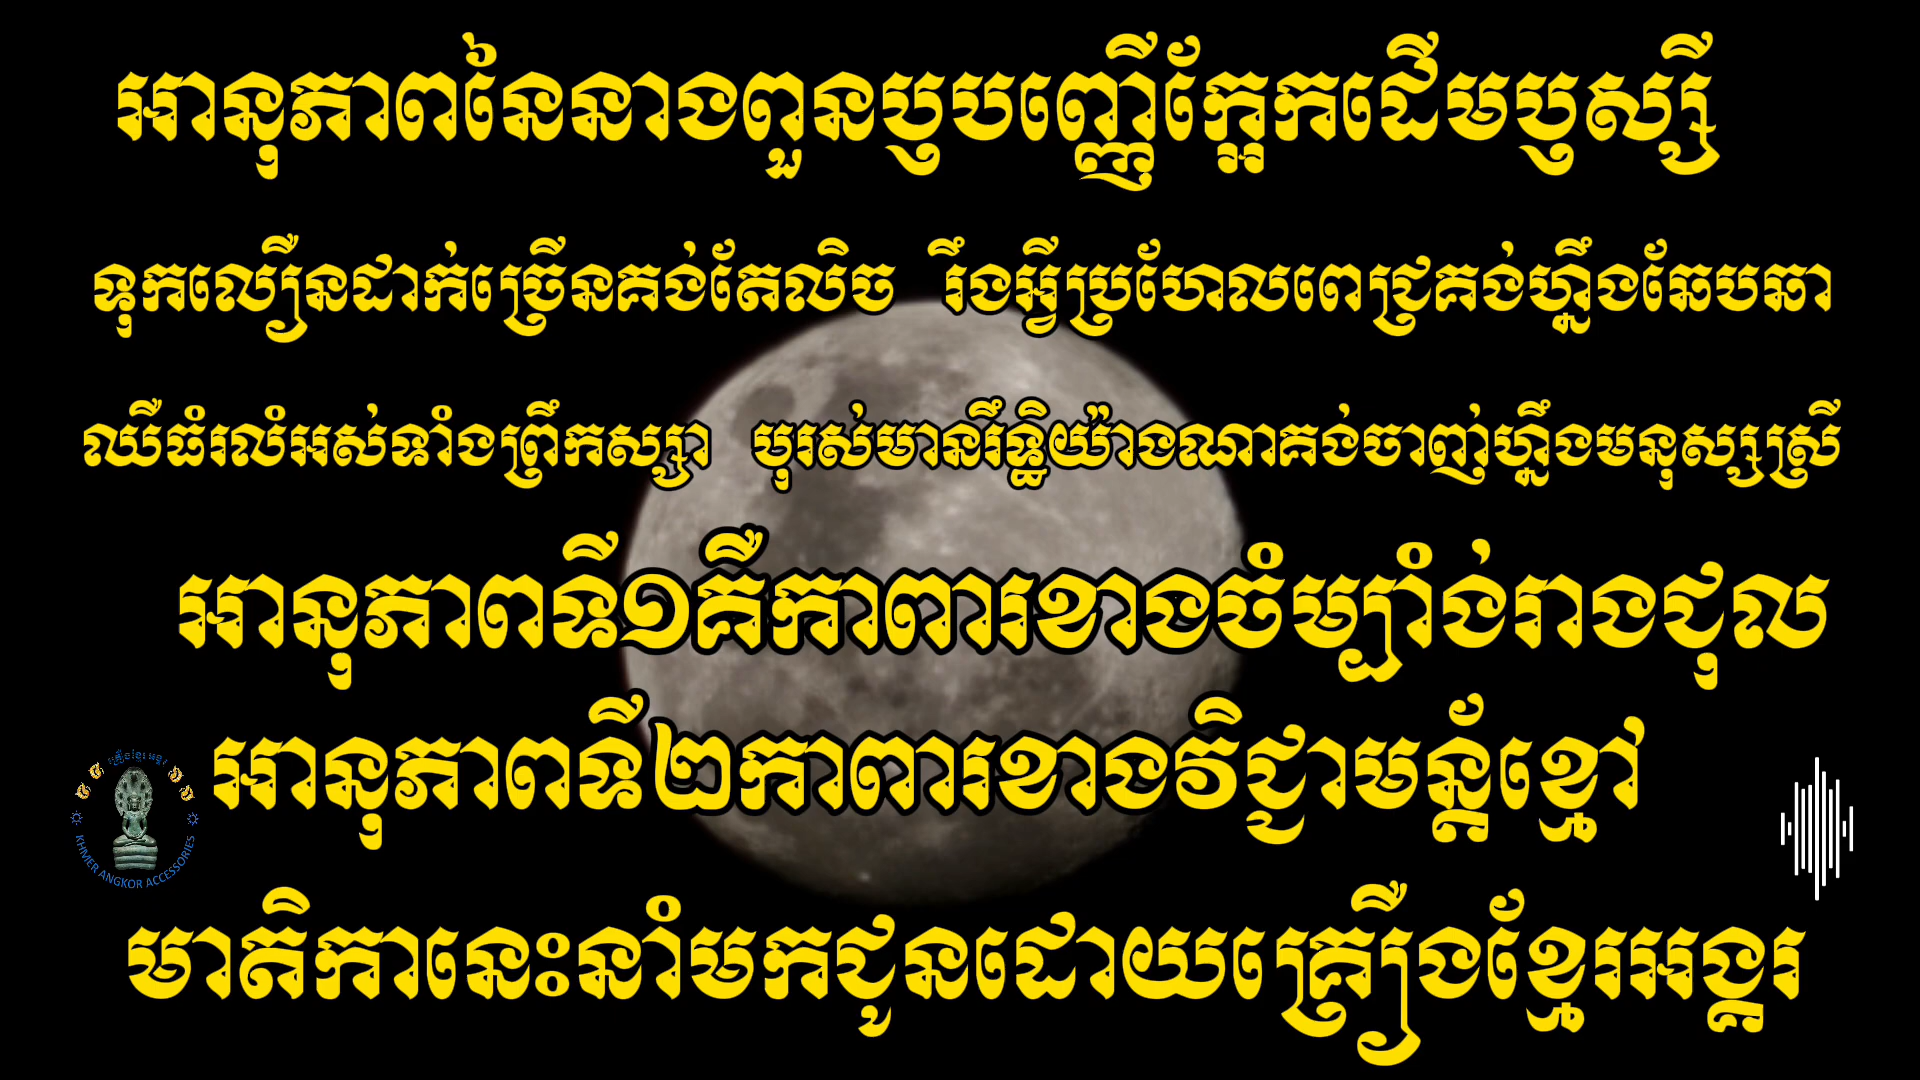 អានុភាពនៃនាងពួនប្ញបញ្ញើក្អែកដើមប្ញស្សី
ទុកល្បឿនដាក់ច្រើនគង់តែលិច រឹងអ្វីប្រហែលពេជ្រគង់ហ្នឹងឆែបឆា
ឈឺធំរលំអស់ទាំងព្រឹកស្សា បុរស់មានរឹទ្ធិយ៉ាងណាគង់ចាញ់ហ្នឹងមនុស្សស្រី
អានុភាពទី១គឺកាពារខាងចំម្បាំង់រាងជុល
អានុភាពទី២កាពារខាងវិជ្ជាមន្ត័ខ្មៅ
មាតិកានេះនាំមកជូនដោយគ្រឿងខ្មែរអង្គរ
KHMER ANGKOR ACCESSORIES